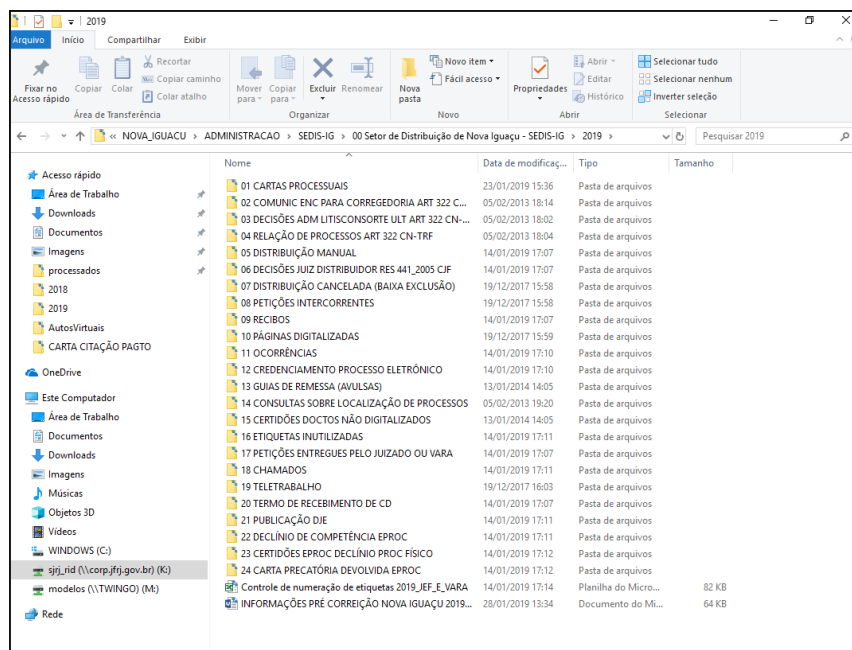 2019
Arquivo Início Compartilhar Exibir
Fixar no Acesso rápido Copiar Colar Recortar Copiar caminho Colar atalho Mover para Copiar para Excluir Renomear Nova pasta Novo item Fácil acesso Propriedades Abrir Editar Histórico Selecionar tudo Selecionar nenhum Inverter seleção
Área de Transferência Organizar Novo Abrir Selecionar
« NOVA_IGUACU > ADMINISTRACAO > SEDIS-IG > 00 Setor de Distribuição de Nova Iguaçu - SEDIS-IG > 2019 > Pesquisar 2019
Nome Data de modificaç... Tipo Tamanho
Acesso rápido
Área de Trabalho
Downloads
Documentos
Imagens
processados
2018
2019
AutosVirtuais
CARTA CITAÇÃO PAGTO
OneDrive
Este Computador
Área de Trabalho
Documentos
Downloads
Imagens
Músicas
Objetos 3D
Vídeos
WINDOWS (C:)
sjrj_rid (\\corp.jfrj.gov.br) (K:)
modelos (\\TWINGO) (M:)
Rede
01 CARTAS PROCESSUAIS 23/01/2019 15:36 Pasta de arquivos
02 COMUNIC ENC PARA CORREGEDORIA ART 322 C... 05/02/2013 18:14 Pasta de arquivos
03 DECISÕES ADM LITISCONSORTE ULT ART 322 CN-... 05/02/2013 18:02 Pasta de arquivos
04 RELAÇÃO DE PROCESSOS ART 322 CN-TRF 05/02/2013 18:04 Pasta de arquivos
05 DISTRIBUIÇÃO MANUAL 14/01/2019 17:07 Pasta de arquivos
06 DECISÕES JUIZ DISTRIBUIDOR RES 441_2005 CJF 14/01/2019 17:07 Pasta de arquivos
07 DISTRIBUIÇÃO CANCELADA (BAIXA EXCLUSÃO) 19/12/2017 15:58 Pasta de arquivos
08 PETIÇÕES INTERCORRENTES 19/12/2017 15:58 Pasta de arquivos
09 RECIBOS 14/01/2019 17:07 Pasta de arquivos
10 PÁGINAS DIGITALIZADAS 19/12/2017 15:59 Pasta de arquivos
11 OCORRÊNCIAS 14/01/2019 17:10 Pasta de arquivos
12 CREDENCIAMENTO PROCESSO ELETRÔNICO 14/01/2019 17:10 Pasta de arquivos
13 GUIAS DE REMESSA (AVULSAS) 13/01/2014 14:05 Pasta de arquivos
14 CONSULTAS SOBRE LOCALIZAÇÃO DE PROCESSOS 05/02/2013 19:20 Pasta de arquivos
15 CERTIDÕES DOCTOS NÃO DIGITALIZADOS 13/01/2014 14:05 Pasta de arquivos
16 ETIQUETAS INUTILIZADAS 14/01/2019 17:11 Pasta de arquivos
17 PETIÇÕES ENTREGUES PELO JUIZADO OU VARA 14/01/2019 17:07 Pasta de arquivos
18 CHAMADOS 14/01/2019 17:11 Pasta de arquivos
19 TELETRABALHO 19/12/2017 16:03 Pasta de arquivos
20 TERMO DE RECEBIMENTO DE CD 14/01/2019 17:07 Pasta de arquivos
21 PUBLICAÇÃO DJE 14/01/2019 17:11 Pasta de arquivos
22 DECLÍNIO DE COMPETÊNCIA EPROC 14/01/2019 17:11 Pasta de arquivos
23 CERTIDÕES EPROC DECLÍNIO PROC FÍSICO 14/01/2019 17:12 Pasta de arquivos
24 CARTA PRECATÓRIA DEVOLVIDA EPROC 14/01/2019 17:12 Pasta de arquivos
Controle de numeração de etiquetas 2019_JEF_E_VARA 14/01/2019 17:14 Planilha do Micro... 82 KB
INFORMAÇÕES PRÉ CORREIÇÃO NOVA IGUAÇU 2019... 28/01/2019 13:34 Documento do Mi... 64 KB